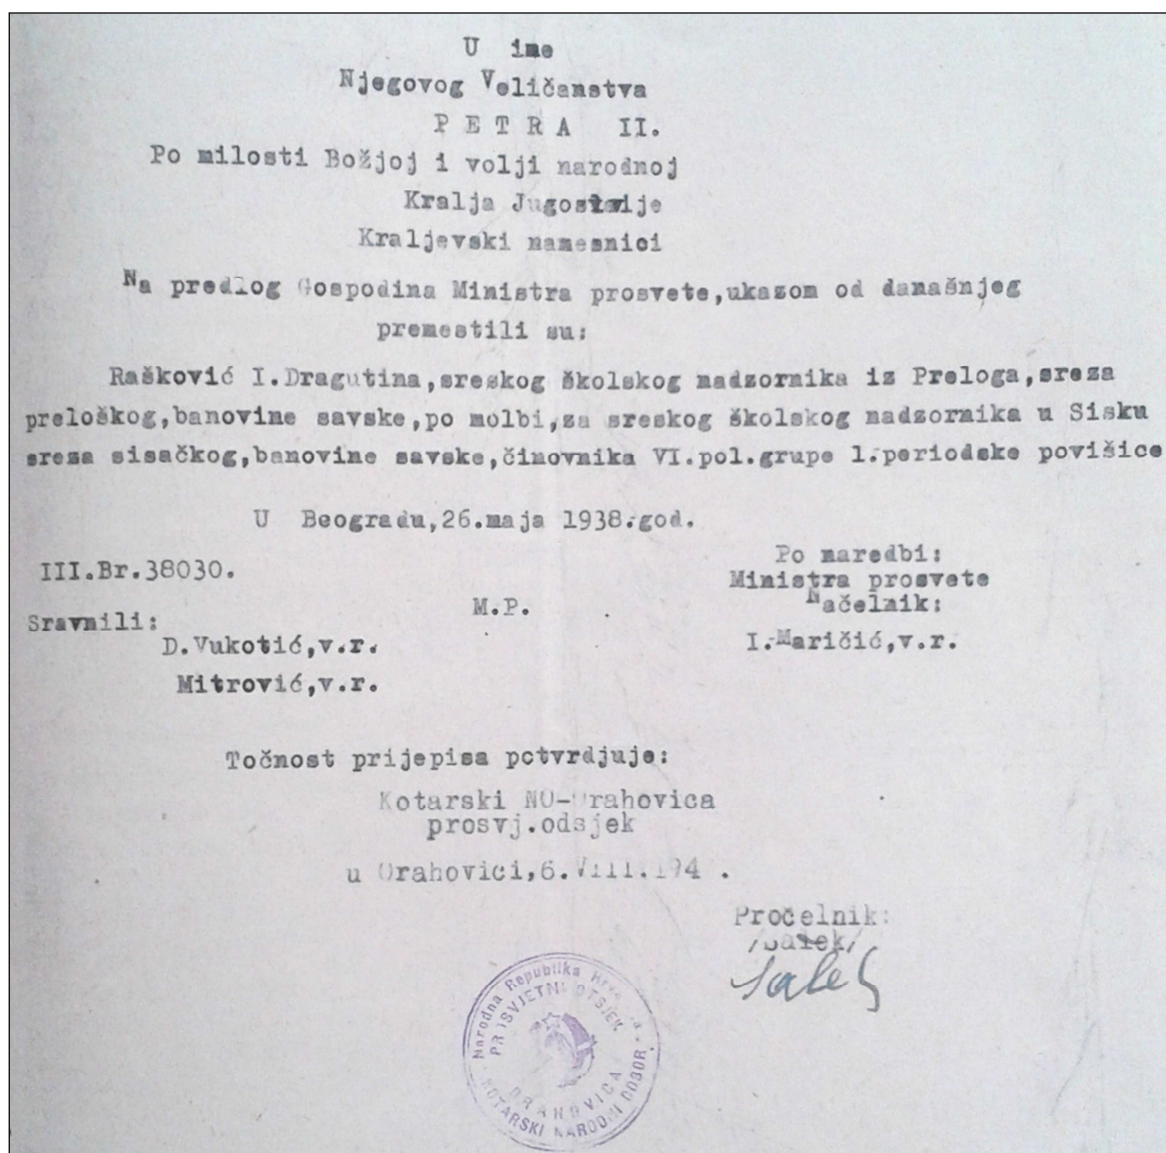 U ime
Njegovog Veličanstva
PETRA II.
Po milosti Božjoj i volji narodnoj
Kralja Jugoslavije
Kraljevski namesnici
Na predlog Gospodina Ministra prosvete,ukazom od današnjeg
premestili su:
Rašković I.Dragutina,sreskog školskog nadzornika iz Preloga,sreza
preloškog,banovine savske,po molbi,za sreskog školskog nadzornika u Sisku
sreza sisačkog,banovine savske,činovnika VI.pol.grupe 1.periodske povišice
U Beogradu,26.maja 1938.god.
Po naredbi:
III.Br.38030.
Ministra prosvete
M.P.
Načelnik:
Sravnili:
D.Vukotić,v.r.
I.Maričić,v.r.
Mitrović,v.r.
Točnost prijepisa potvrdjuje:
Kotarski NO-Orahovica
prosvj.odsjek
u Orahovici,6.VIII.194 .
Pročelnik:
Narodna Republika
PROSVJETNI OTSJEK
ORAHOVICA
KOTARSKI NARODNI ODBOR